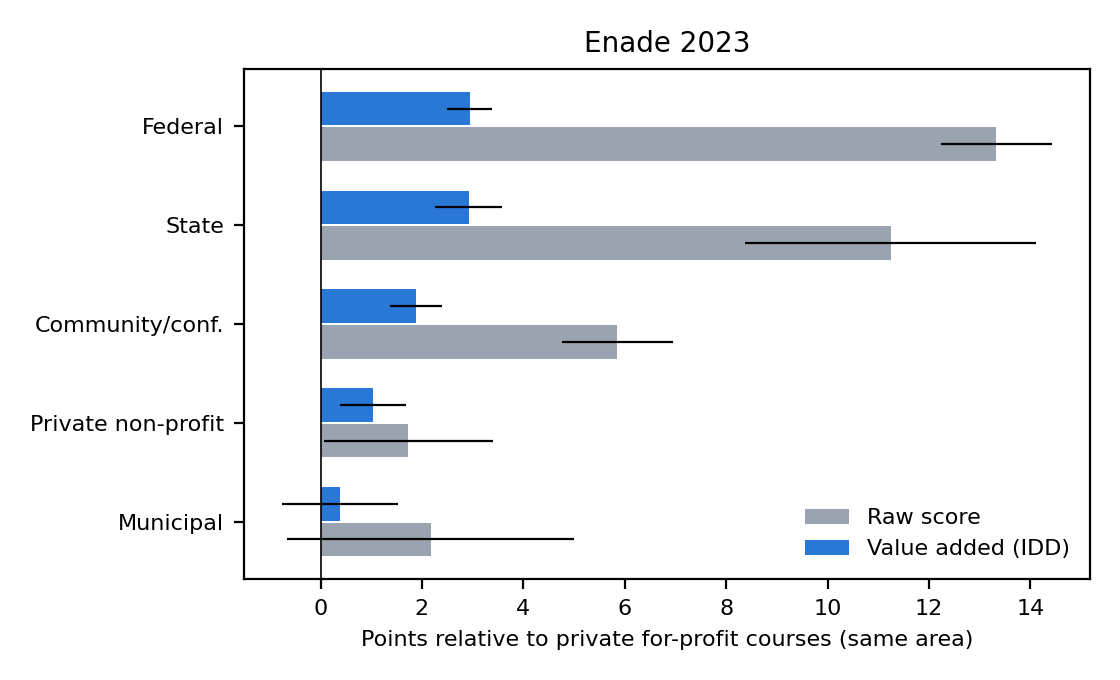 Enade 2023
Federal
State
Community/conf.
Private non-profit
Municipal
Raw score
Value added (IDD)
0 2 4 6 8 10 12 14
Points relative to private for-profit courses (same area)